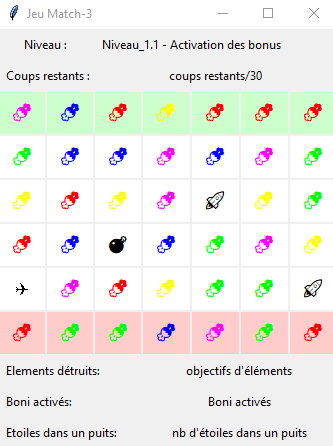 Jeu Match-3
Niveau : Niveau_1.1 - Activation des bonus
Coups restants : coups restants/30
Elements détruits: objectifs d'éléments
Boni activés: Boni activés
Etoiles dans un puits: nb d'étoiles dans un puits